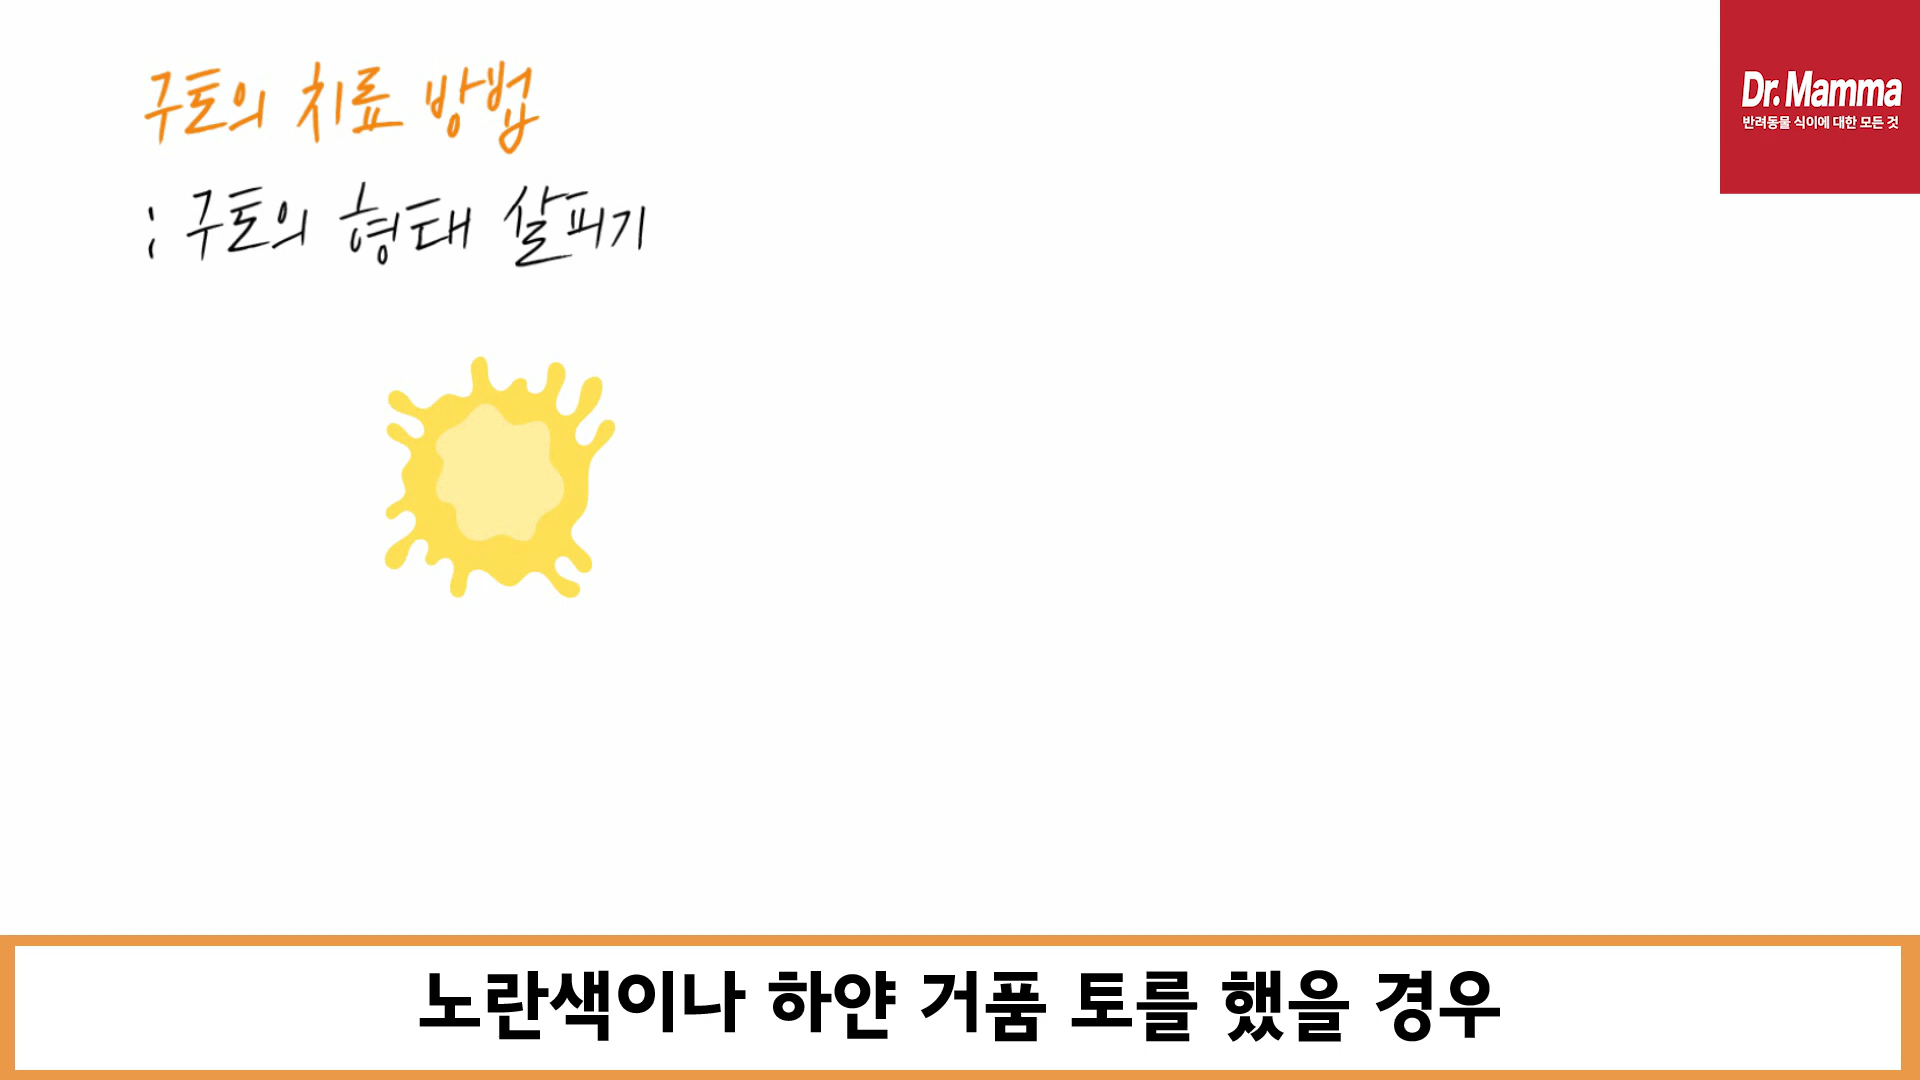 구토의 치료 방법
: 구토의 형태 살피기
Dr. Mamma
반려동물 식이에 대한 모든 것
노란색이나 하얀 거품 토를 했을 경우